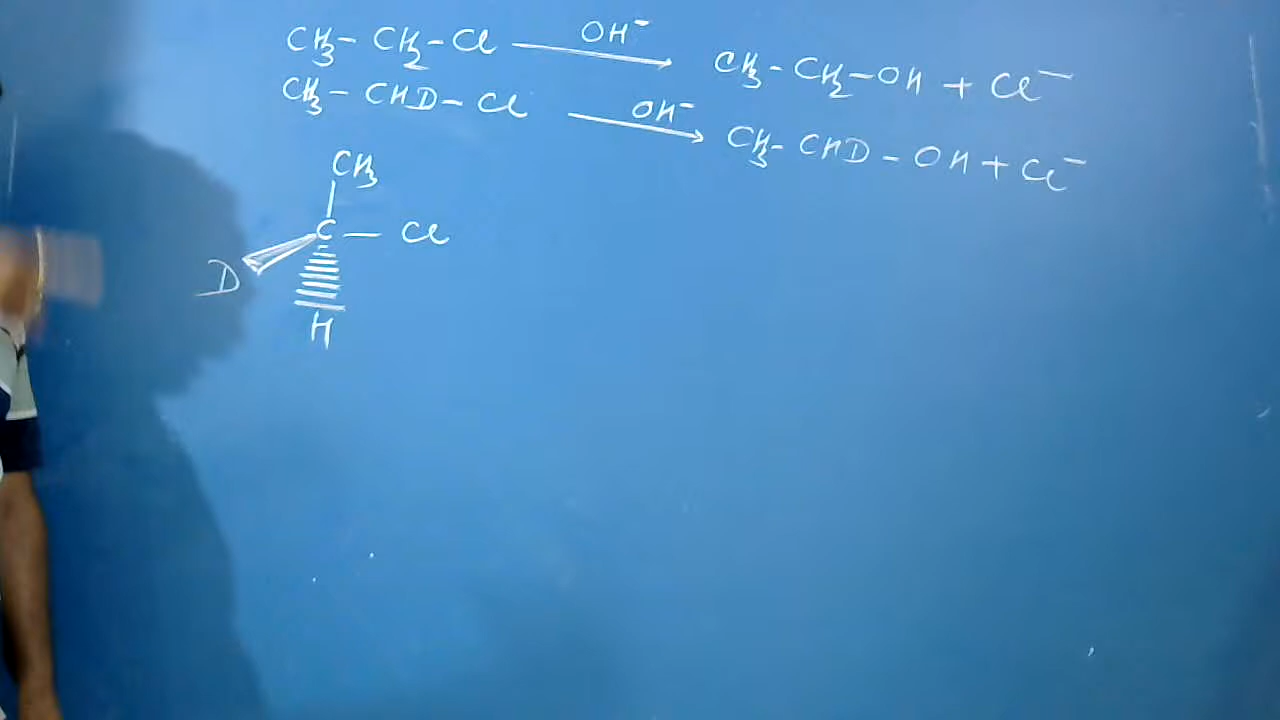 CH₃ - CH₂ - Cl ⟶ OH⁻ CH₃ - CH₂ - OH + Cl⁻
CH₃ - CHD - Cl ⟶ OH⁻ CH₃ - CHD - OH + Cl⁻
CH₃
C - Cl
D
H